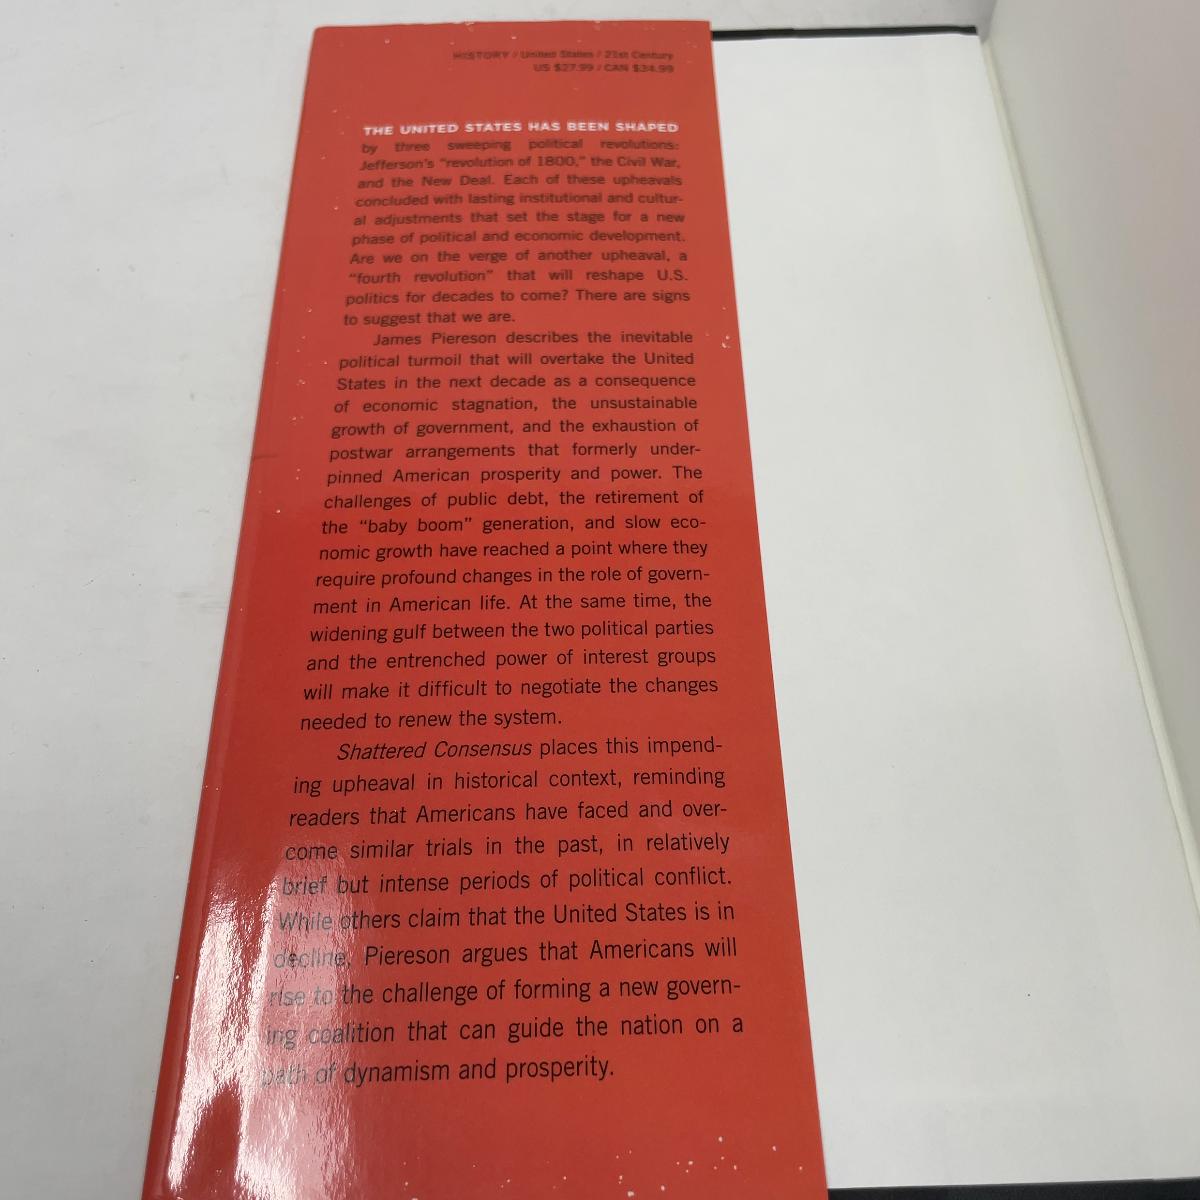 HISTORY / United States / 21st Century
US $27.99 / CAN $34.99
THE UNITED STATES HAS BEEN SHAPED
by three sweeping political revolutions:
Jefferson's "revolution of 1800," the Civil War,
and the New Deal. Each of these upheavals
concluded with lasting institutional and cultur-
al adjustments that set the stage for a new
phase of political and economic development.
Are we on the verge of another upheaval, a
"fourth revolution" that will reshape U.S.
politics for decades to come? There are signs
to suggest that we are.
James Piereson describes the inevitable
political turmoil that will overtake the United
States in the next decade as a consequence
of economic stagnation, the unsustainable
growth of government, and the exhaustion of
postwar arrangements that formerly under-
pinned American prosperity and power. The
challenges of public debt, the retirement of
the "baby boom" generation, and slow eco-
nomic growth have reached a point where they
require profound changes in the role of govern-
ment in American life. At the same time, the
widening gulf between the two political parties
and the entrenched power of interest groups
will make it difficult to negotiate the changes
needed to renew the system.
Shattered Consensus places this impend-
ing upheaval in historical context, reminding
readers that Americans have faced and over-
come similar trials in the past, in relatively
brief but intense periods of political conflict.
While others claim that the United States is in
decline, Piereson argues that Americans will
rise to the challenge of forming a new govern-
ing coalition that can guide the nation on a
path of dynamism and prosperity.